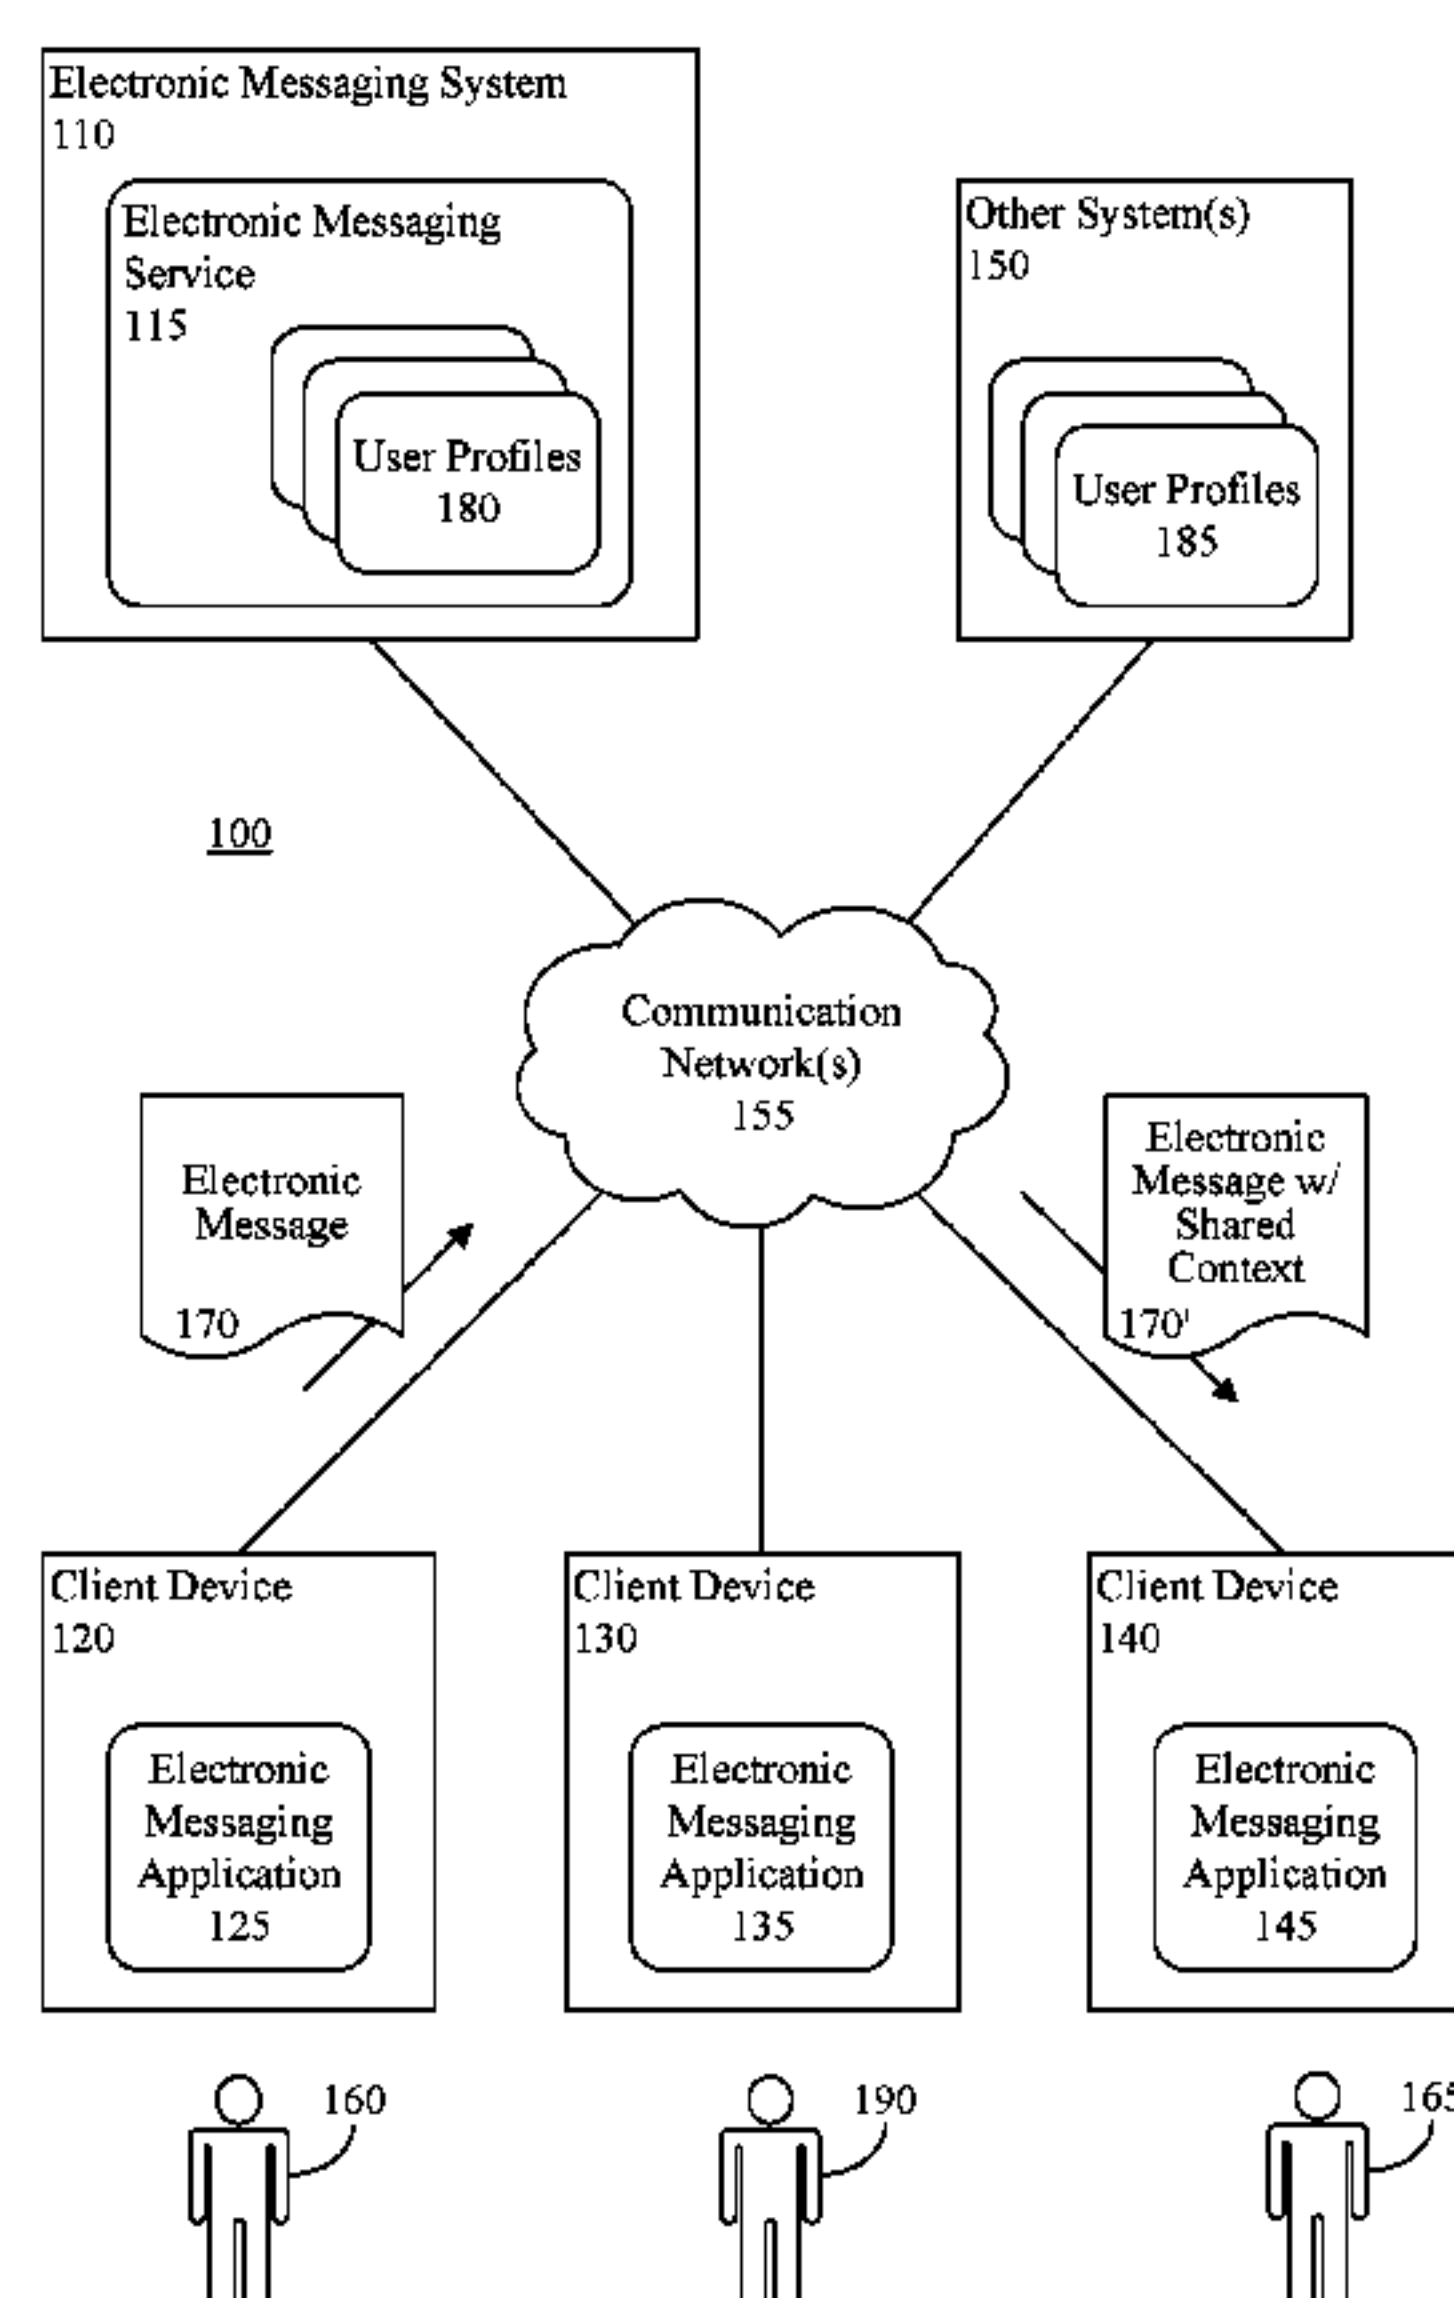 Electronic Messaging System
110
Electronic Messaging
Service
115
User Profiles
180
Other System(s)
150
User Profiles
185
100
Communication
Network(s)
155
Electronic
Message
170
Electronic
Message w/
Shared
Context
170'
Client Device
120
Electronic
Messaging
Application
125
Client Device
130
Electronic
Messaging
Application
135
Client Device
140
Electronic
Messaging
Application
145
160
190
165